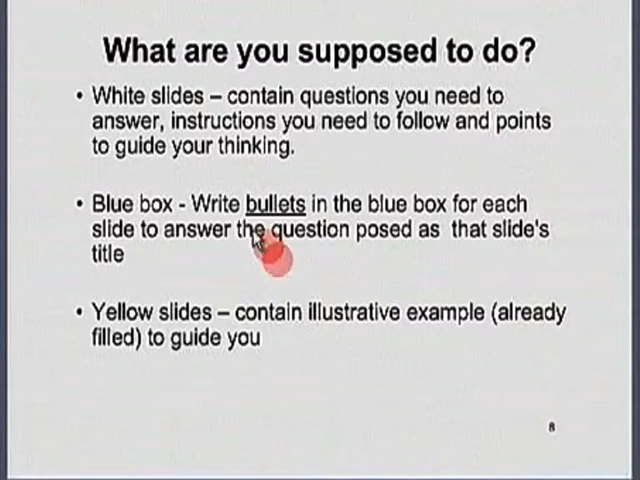 What are you supposed to do?
• White slides – contain questions you need to
answer, instructions you need to follow and points
to guide your thinking.
• Blue box - Write bullets in the blue box for each
slide to answer the question posed as that slide's
title
• Yellow slides – contain illustrative example (already
filled) to guide you
8